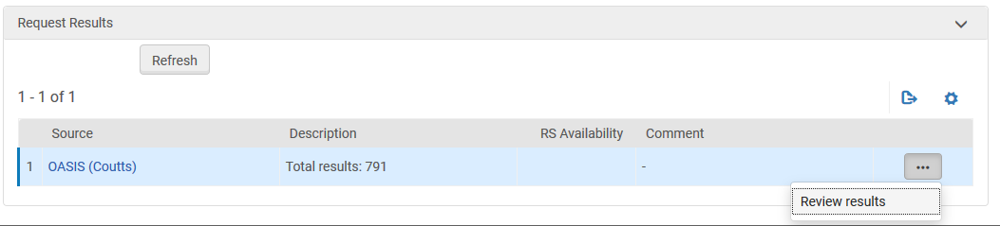 Request Results
Refresh
1 - 1 of 1
Source Description RS Availability Comment
1 OASIS (Coutts) Total results: 791 - ...
Review results